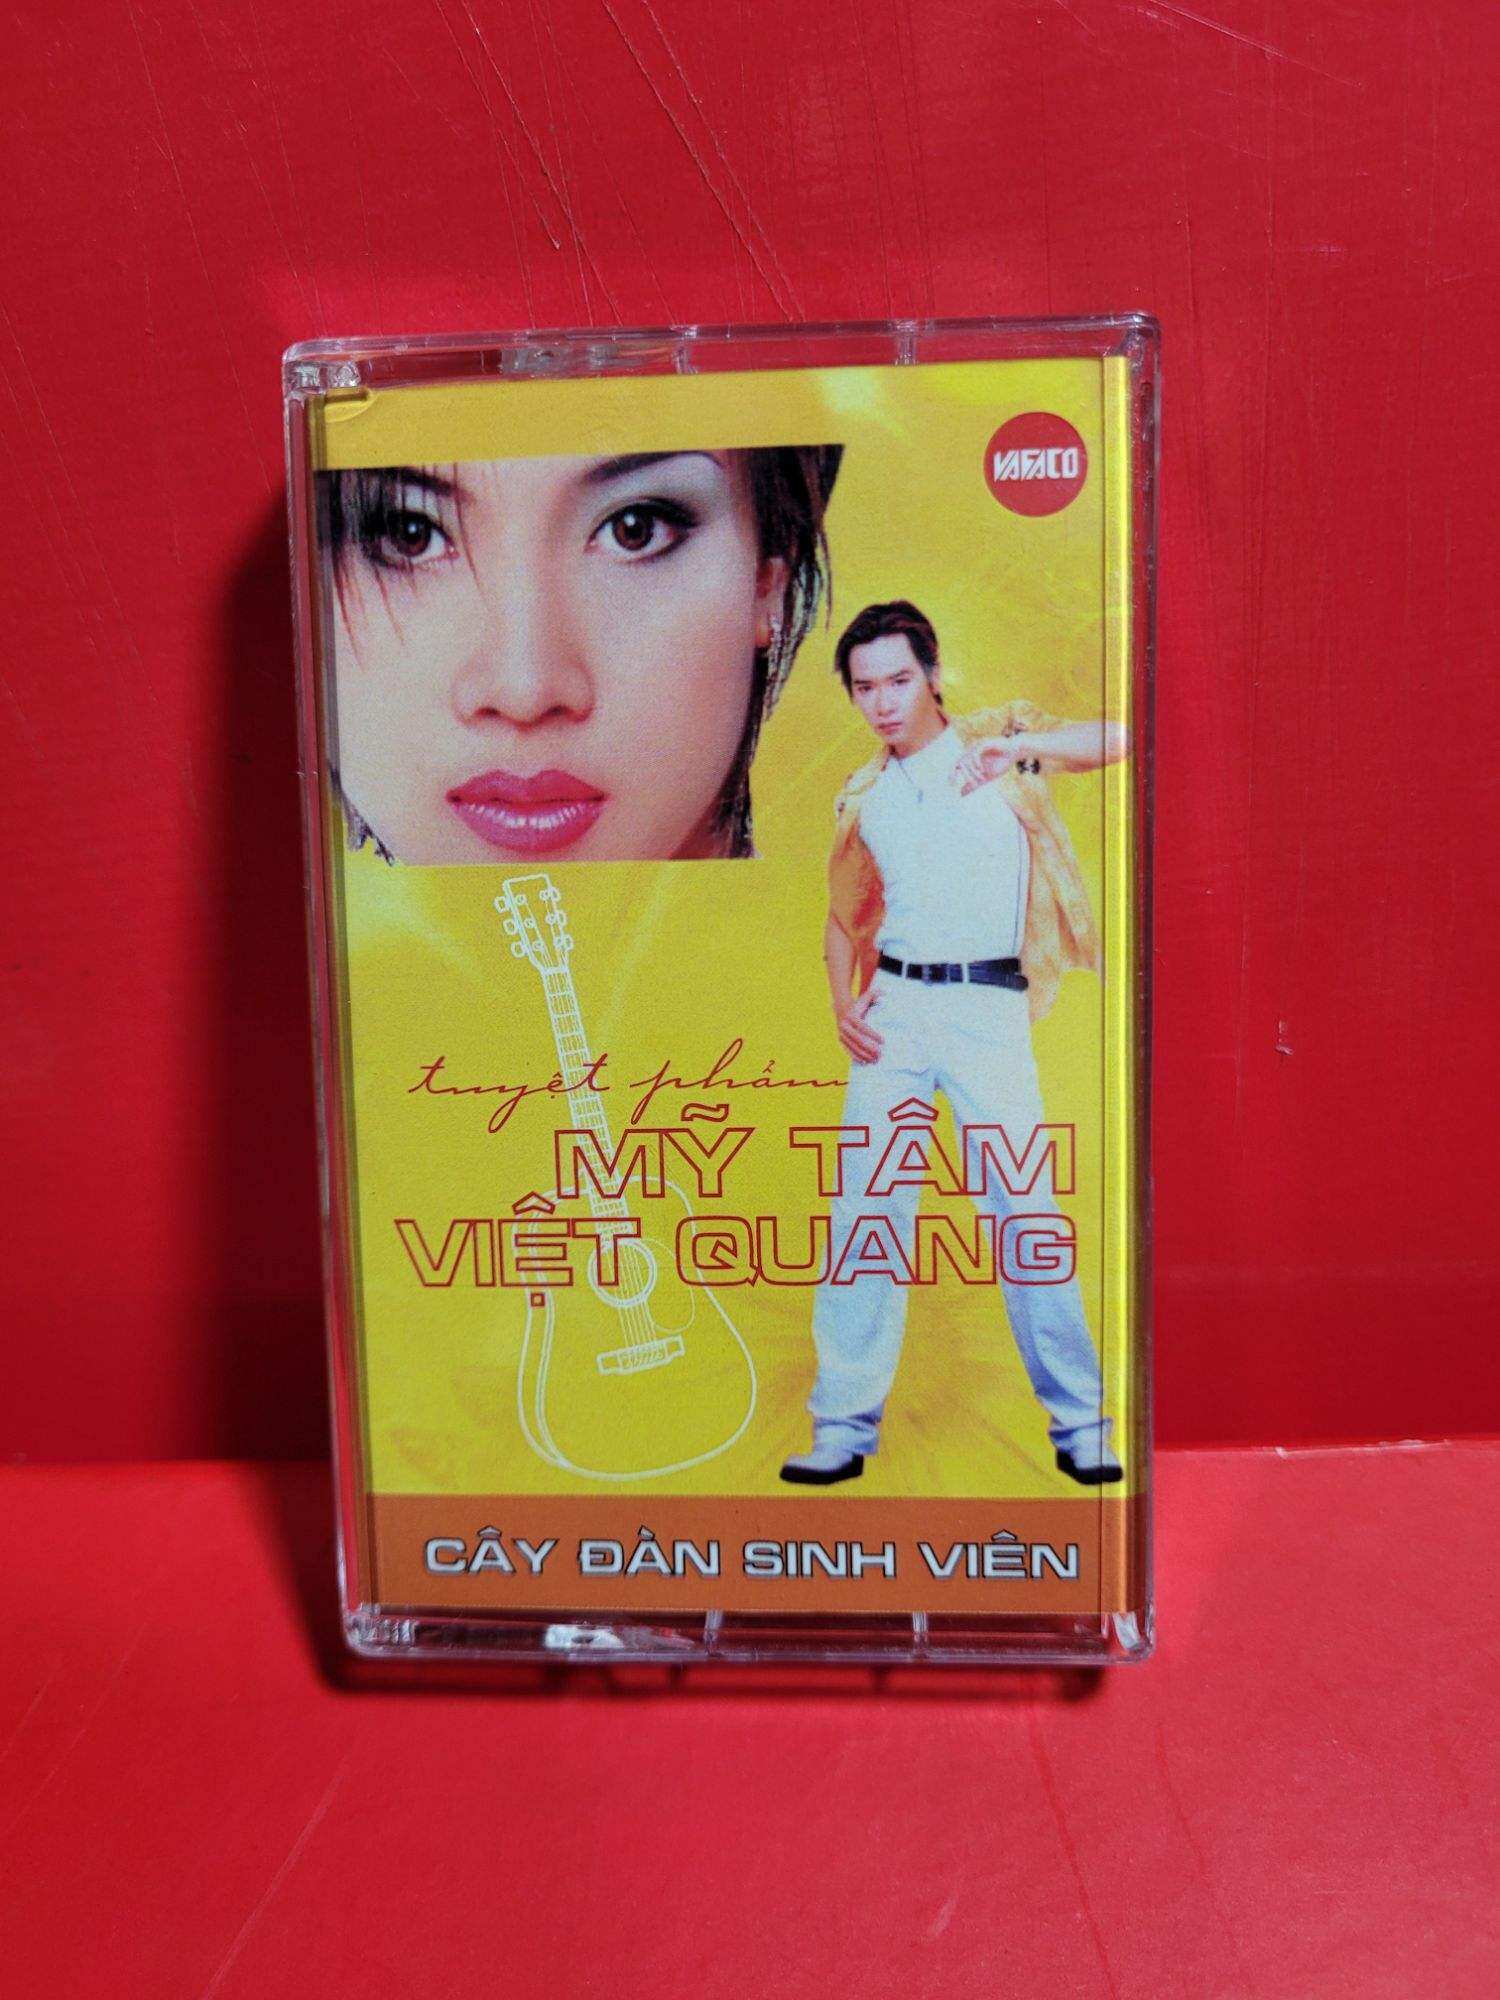 VAFACO
tuyệt phẩm
MỸ TÂM
VIỆT QUANG
CÂY ĐÀN SINH VIÊN